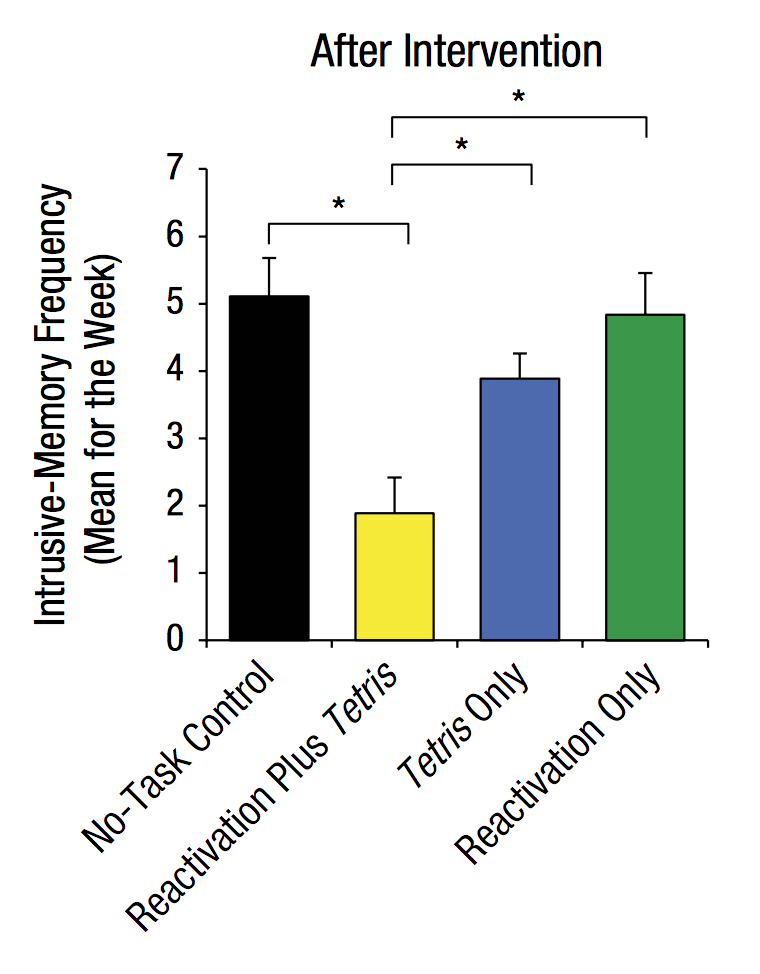 After Intervention
*
*
*
Intrusive-Memory Frequency
(Mean for the Week)
7
6
5
4
3
2
1
0
No-Task Control
Reactivation Plus Tetris
Tetris Only
Reactivation Only